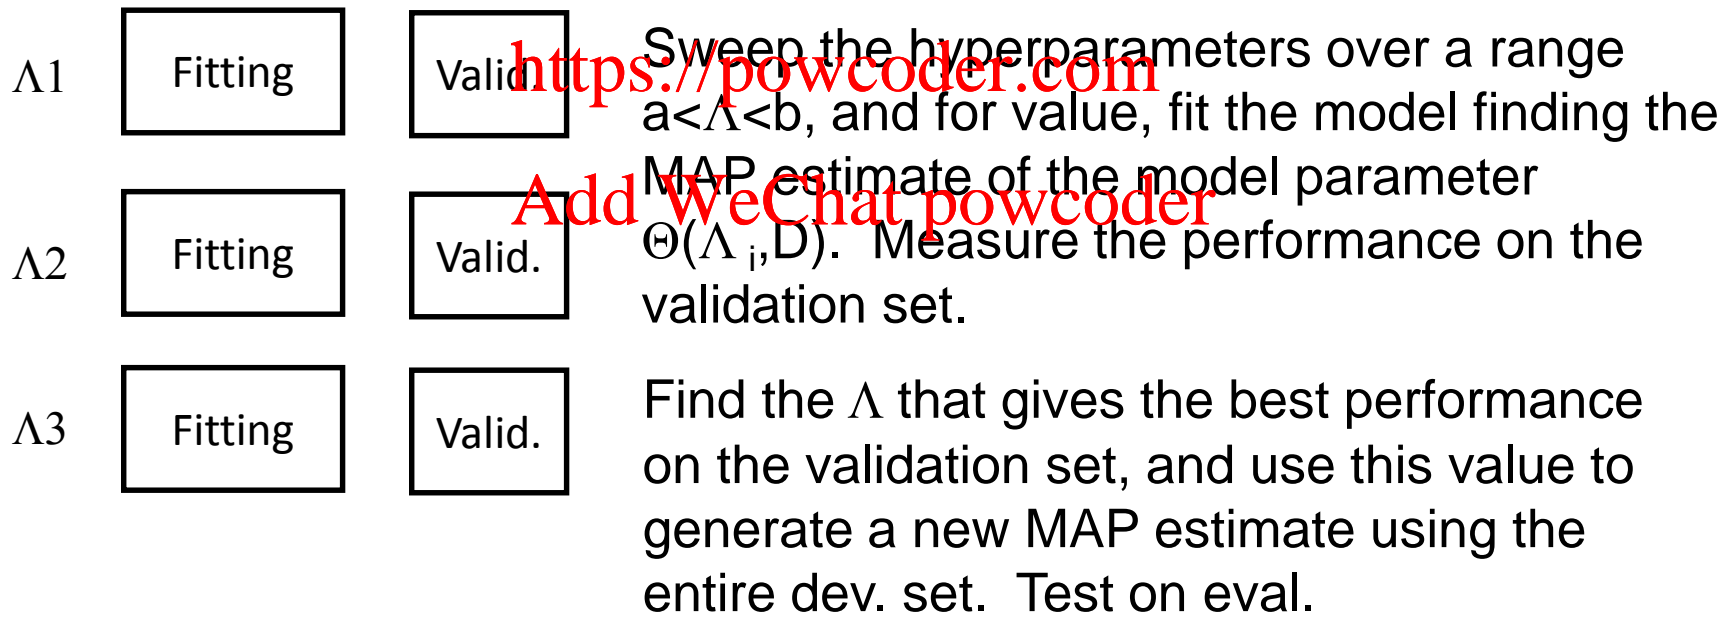 Λ1 Fitting Valid.
Sweep the hyperparameters over a range
https://powcoder.com
a<Λ<b, and for value, fit the model finding the
MAP estimate of the model parameter
Add WeChat powcoder
Λ2 Fitting Valid.
Θ(Λ i,D). Measure the performance on the
validation set.
Λ3 Fitting Valid.
Find the Λ that gives the best performance
on the validation set, and use this value to
generate a new MAP estimate using the
entire dev. set. Test on eval.